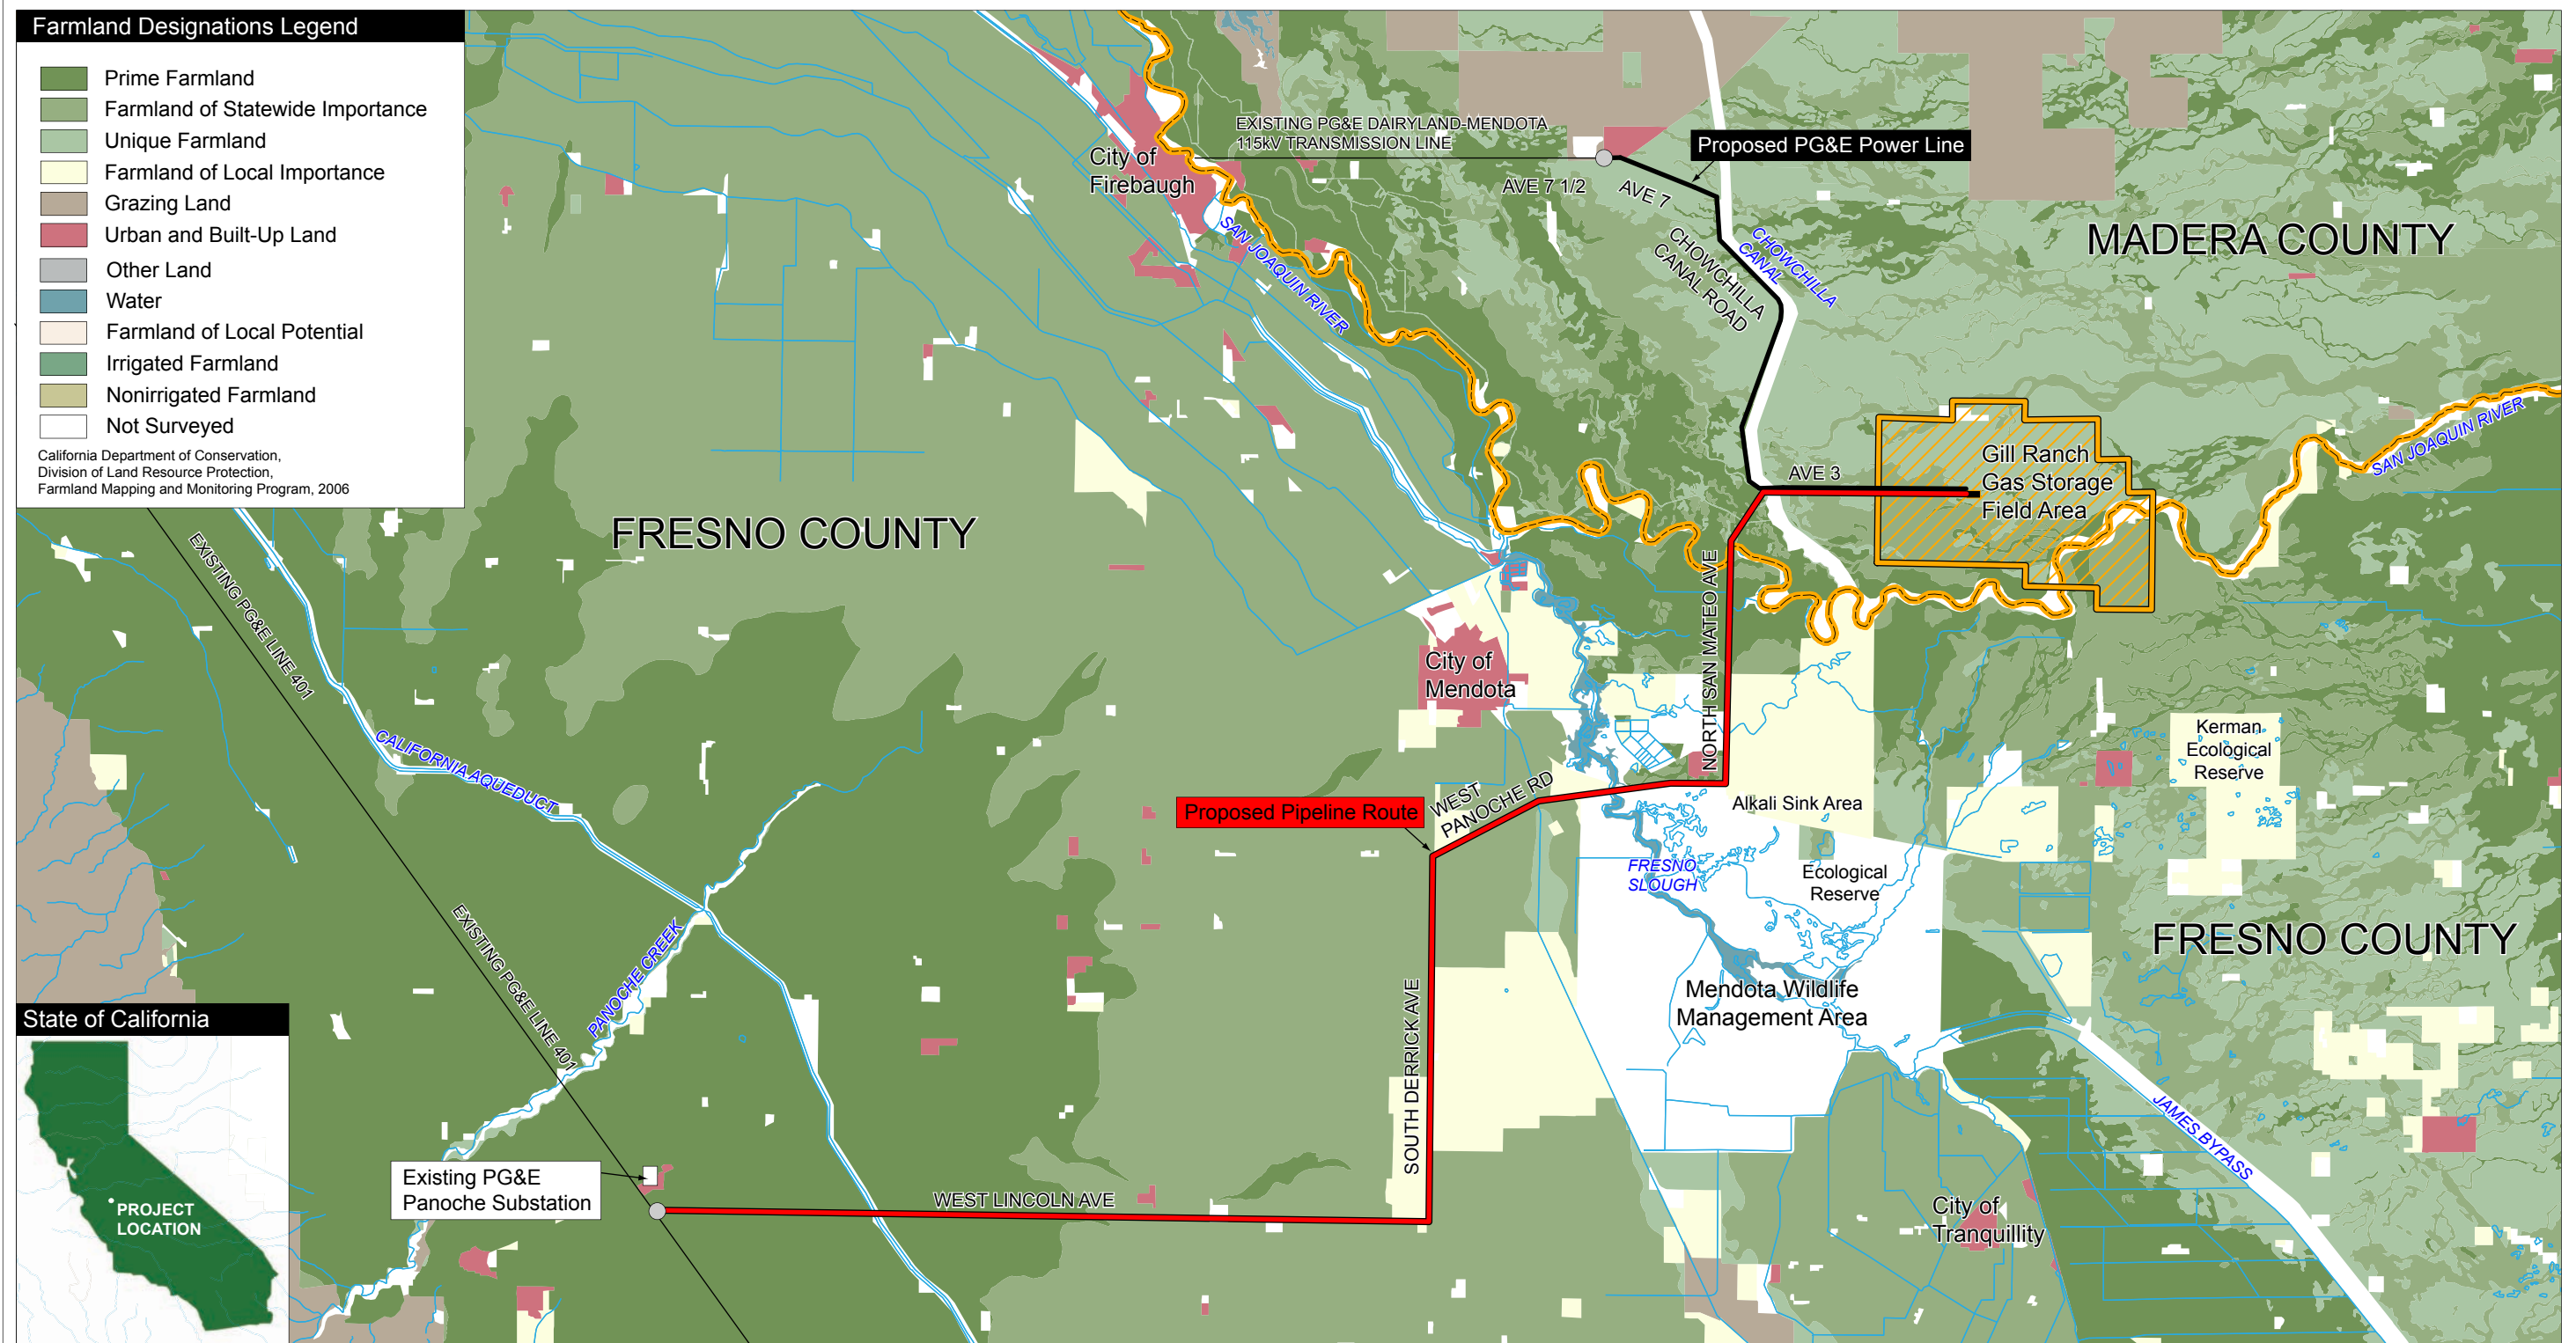 Farmland Designations Legend
Prime Farmland
Farmland of Statewide Importance
Unique Farmland
Farmland of Local Importance
Grazing Land
Urban and Built-Up Land
Other Land
Water
Farmland of Local Potential
Irrigated Farmland
Nonirrigated Farmland
Not Surveyed
California Department of Conservation,
Division of Land Resource Protection,
Farmland Mapping and Monitoring Program, 2006
EXISTING PG&E DAIRYLAND-MENDOTA
115kV TRANSMISSION LINE
Proposed PG&E Power Line
City of
Firebaugh
AVE 7 1/2
AVE 7
CHOWCHILLA
CANAL ROAD
CHOWCHILLA
CANAL
MADERA COUNTY
SAN JOAQUIN RIVER
SAN JOAQUIN RIVER
AVE 3
Gill Ranch
Gas Storage
Field Area
FRESNO COUNTY
EXISTING PG&E LINE 401
NORTH SAN MATEO AVE
City of
Mendota
CALIFORNIA AQUEDUCT
Kerman
Ecological
Reserve
Proposed Pipeline Route
WEST
PANOCHE RD
Alkali Sink Area
FRESNO
SLOUGH
Ecological
Reserve
EXISTING PG&E LINE 401
PANOCHE CREEK
FRESNO COUNTY
Mendota Wildlife
Management Area
SOUTH DERRICK AVE
JAMES BYPASS
State of California
PROJECT
LOCATION
Existing PG&E
Panoche Substation
WEST LINCOLN AVE
City of
Tranquillity